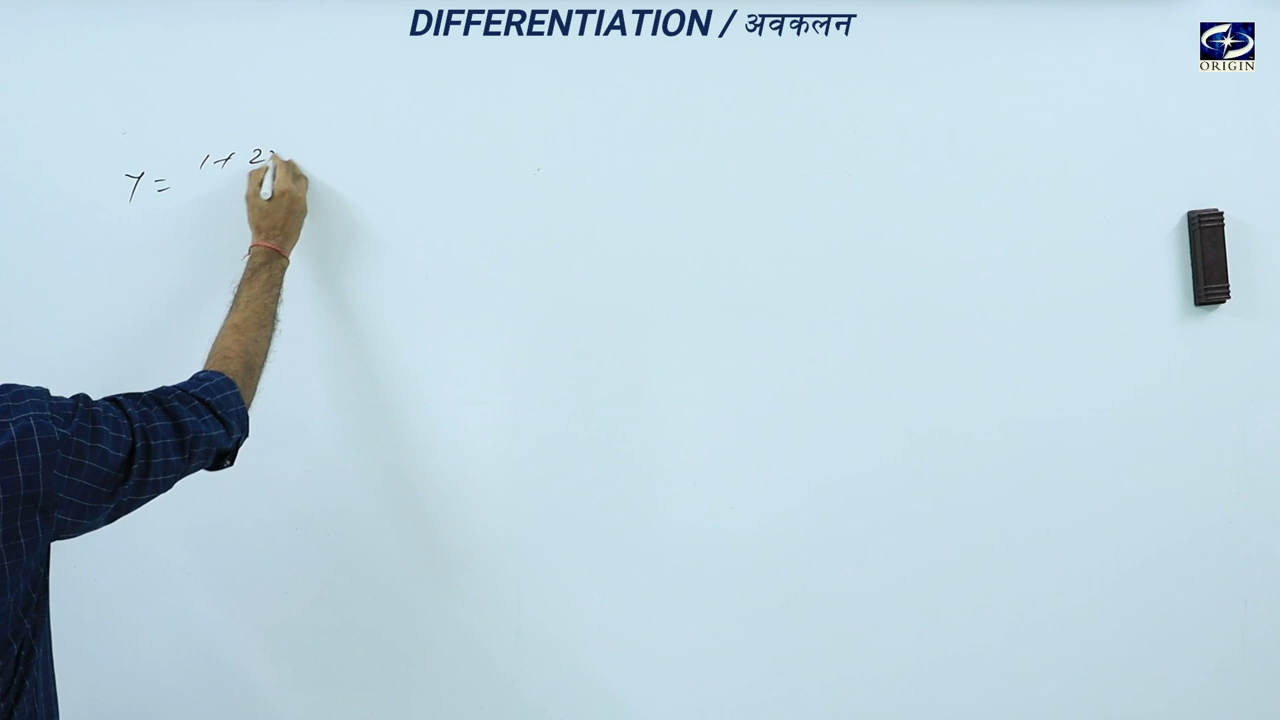 DIFFERENTIATION / अवकलन
ORIGIN
1 + 2
y =